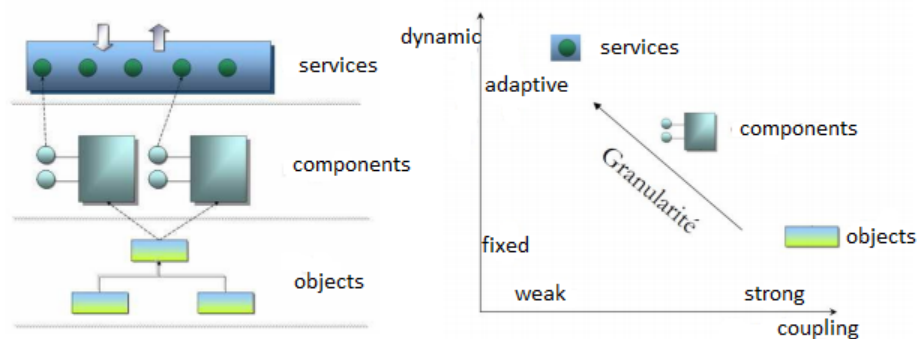 services
components
objects
dynamic
services
adaptive
components
Granularité
fixed
objects
weak
strong
coupling